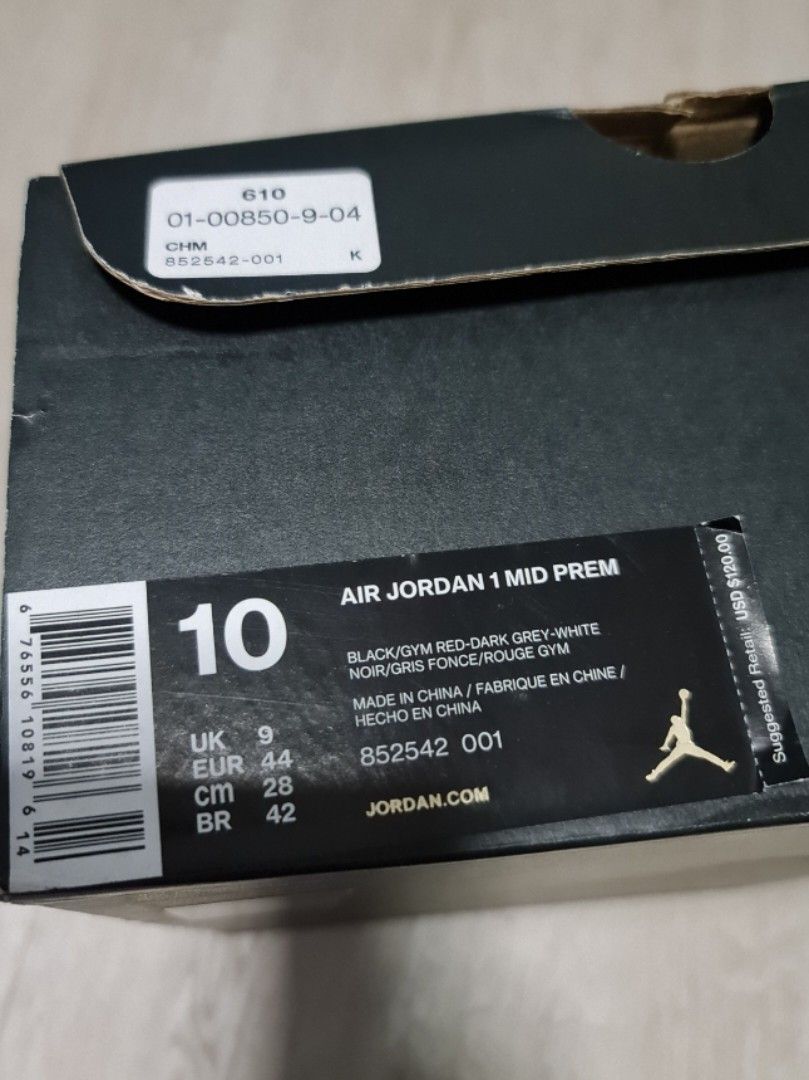 610
01-00850-9-04
CHM
852542-001 K
10
AIR JORDAN 1 MID PREM
BLACK/GYM RED-DARK GREY-WHITE
NOIR/GRIS FONCE/ROUGE GYM
MADE IN CHINA / FABRIQUE EN CHINE /
HECHO EN CHINA
852542 001
JORDAN.COM
UK 9
EUR 44
cm 28
BR 42
6 76556 10819 6 14
Suggested Retail: USD $120.00